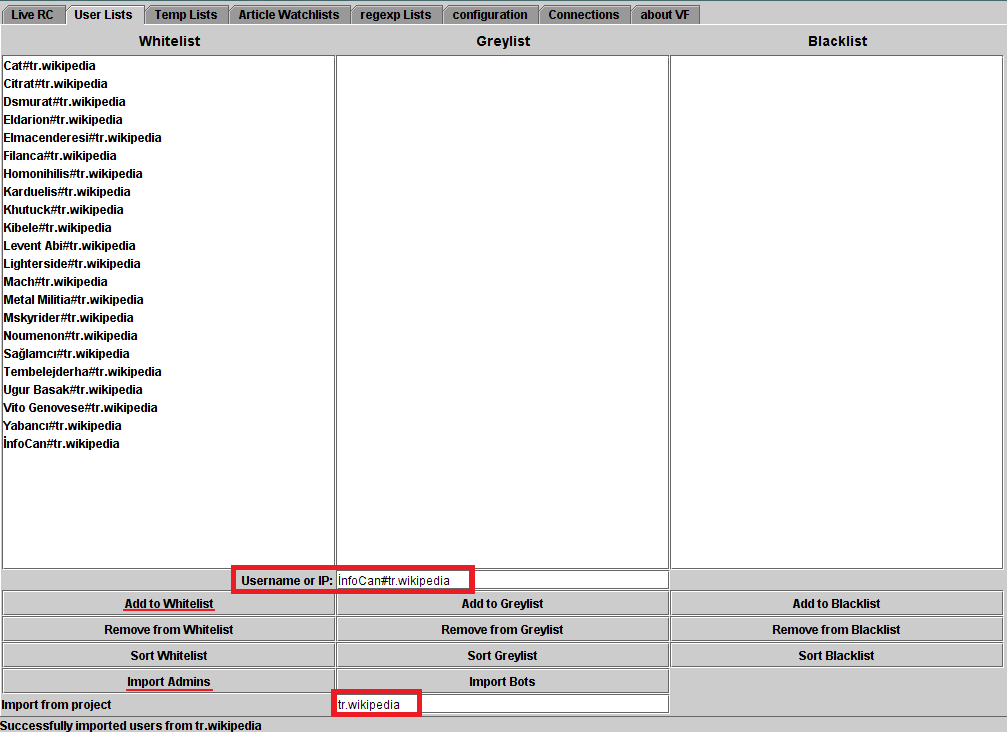 Live RC User Lists Temp Lists Article Watchlists regexp Lists configuration Connections about VF
Whitelist Greylist Blacklist
Cat#tr.wikipedia
Citrat#tr.wikipedia
Dsmurat#tr.wikipedia
Eldarion#tr.wikipedia
Elmacenderesi#tr.wikipedia
Filanca#tr.wikipedia
Homonihilis#tr.wikipedia
Karduelis#tr.wikipedia
Khutuck#tr.wikipedia
Kibele#tr.wikipedia
Levent Abi#tr.wikipedia
Lighterside#tr.wikipedia
Mach#tr.wikipedia
Metal Militia#tr.wikipedia
Mskyrider#tr.wikipedia
Noumenon#tr.wikipedia
Sağlamcı#tr.wikipedia
Tembelejderha#tr.wikipedia
Ugur Basak#tr.wikipedia
Vito Genovese#tr.wikipedia
Yabancı#tr.wikipedia
İnfoCan#tr.wikipedia
Username or IP: İnfoCan#tr.wikipedia
Add to Whitelist Add to Greylist Add to Blacklist
Remove from Whitelist Remove from Greylist Remove from Blacklist
Sort Whitelist Sort Greylist Sort Blacklist
Import Admins Import Bots
Import from project tr.wikipedia
Successfully imported users from tr.wikipedia